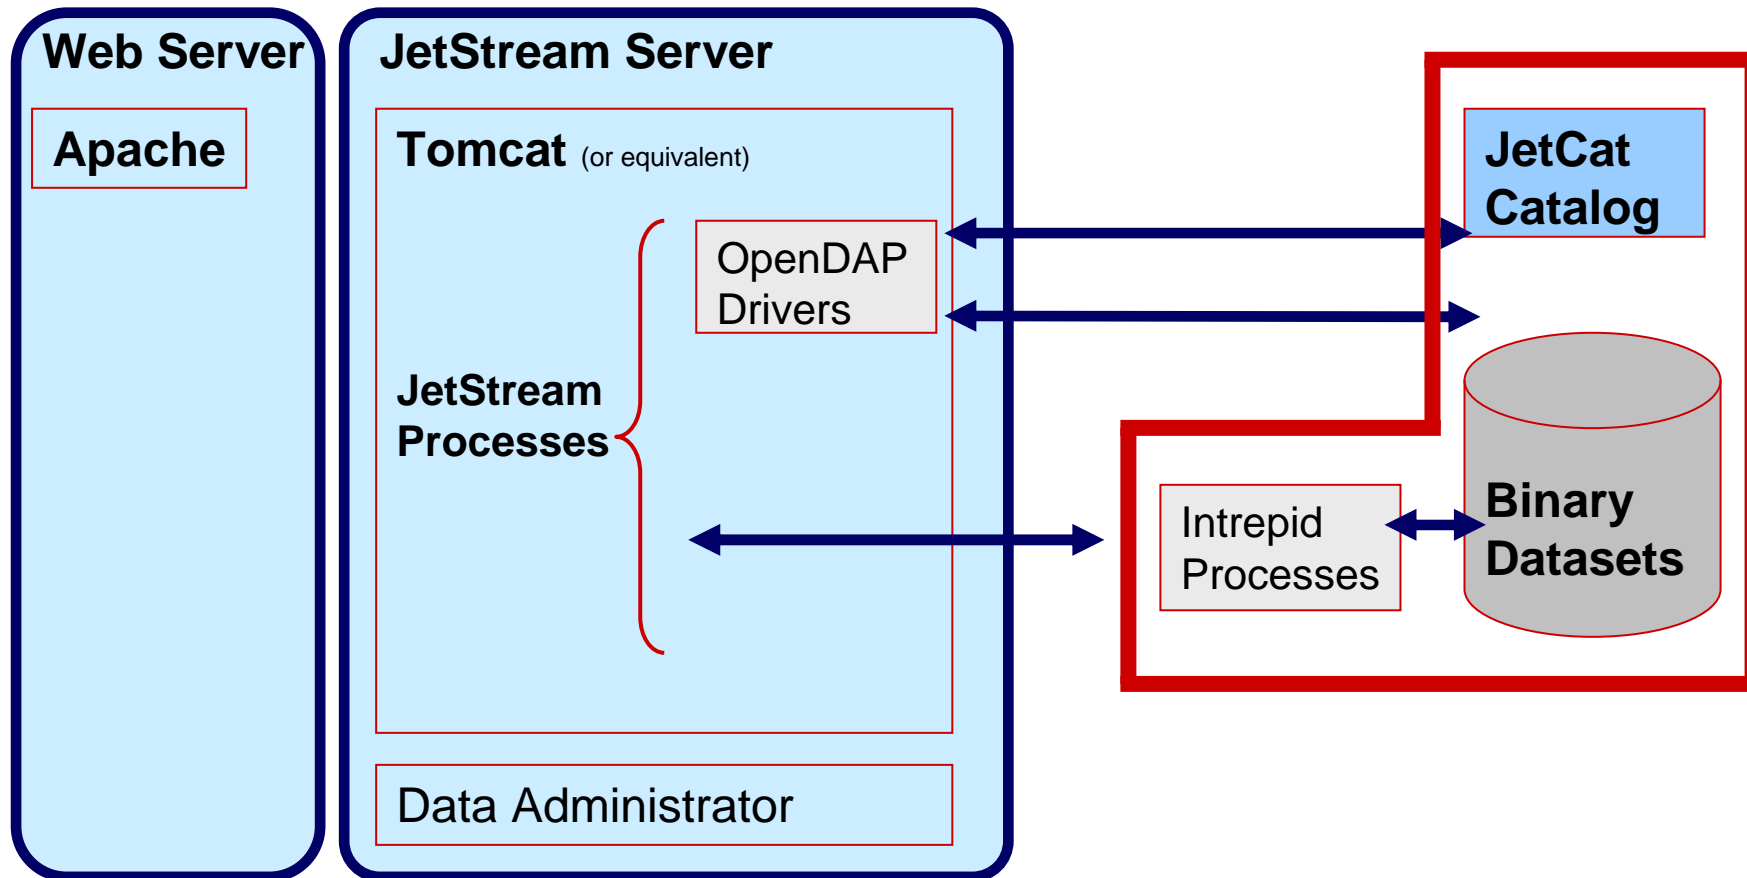 Web Server
Apache
JetStream Server
Tomcat (or equivalent)
OpenDAP
Drivers
JetStream
Processes
Data Administrator
JetCat
Catalog
Intrepid
Processes
Binary
Datasets